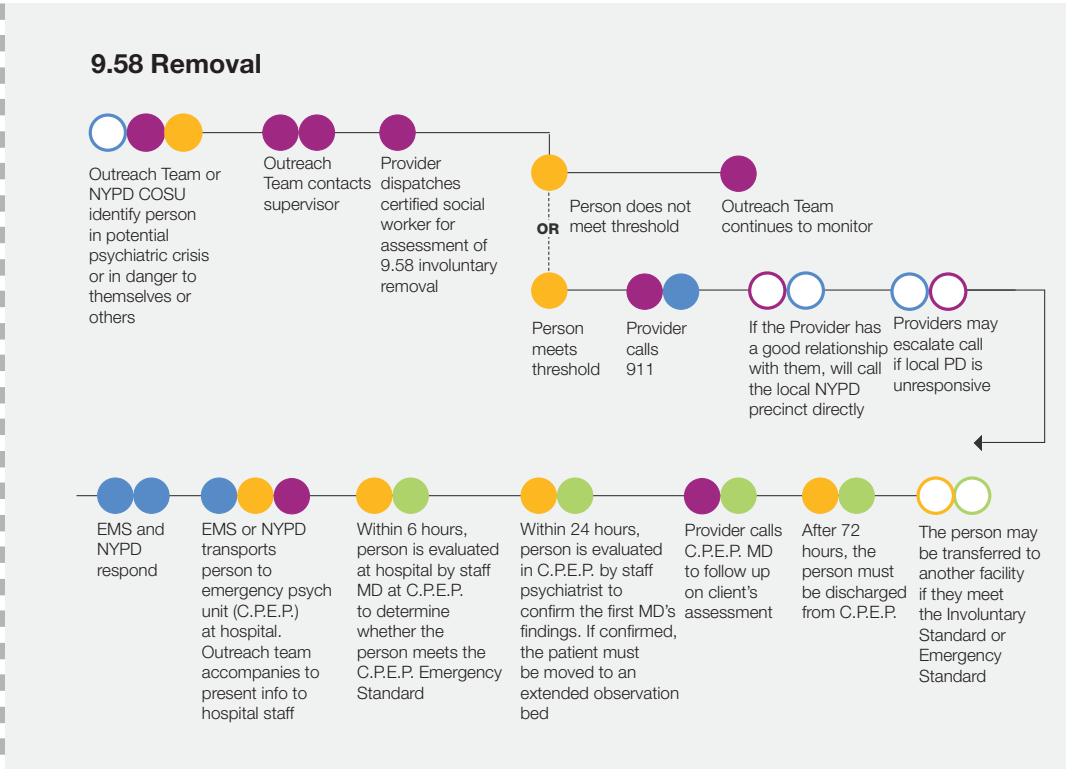 9.58 Removal
Outreach Team or
NYPD COSU
identify person
in potential
psychiatric crisis
or in danger to
themselves or
others
Outreach
Team contacts
supervisor
Provider
dispatches
certified social
worker for
assessment of
9.58 involuntary
removal
OR
Person does not
meet threshold
Outreach Team
continues to monitor
Person
meets
threshold
Provider
calls
911
If the Provider has
a good relationship
with them, will call
the local NYPD
precinct directly
Providers may
escalate call
if local PD is
unresponsive
EMS and
NYPD
respond
EMS or NYPD
transports
person to
emergency psych
unit (C.P.E.P.)
at hospital.
Outreach team
accompanies to
present info to
hospital staff
Within 6 hours,
person is evaluated
at hospital by staff
MD at C.P.E.P.
to determine
whether the
person meets the
C.P.E.P. Emergency
Standard
Within 24 hours,
person is evaluated
in C.P.E.P. by staff
psychiatrist to
confirm the first MD's
findings. If confirmed,
the patient must
be moved to an
extended observation
bed
Provider calls
C.P.E.P. MD
to follow up
on client's
assessment
After 72
hours, the
person must
be discharged
from C.P.E.P.
The person may
be transferred to
another facility
if they meet
the Involuntary
Standard or
Emergency
Standard